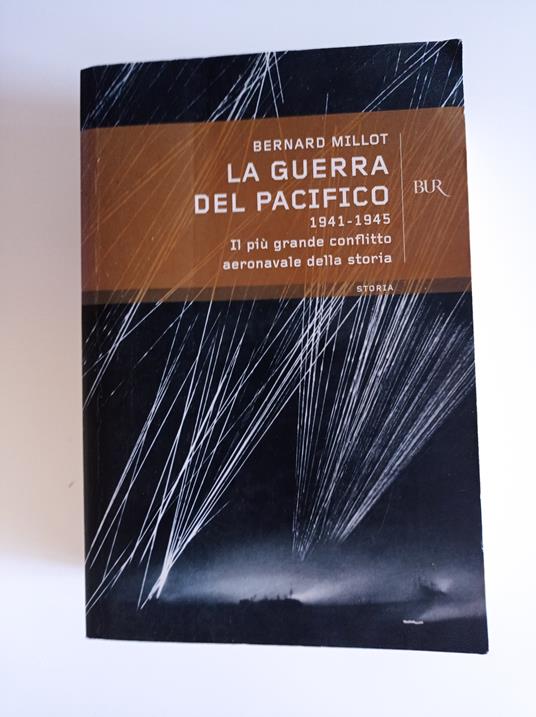 BERNARD MILLOT
LA GUERRA
DEL PACIFICO
1941-1945
Il più grande conflitto
aeronavale della storia
BUR
STORIA